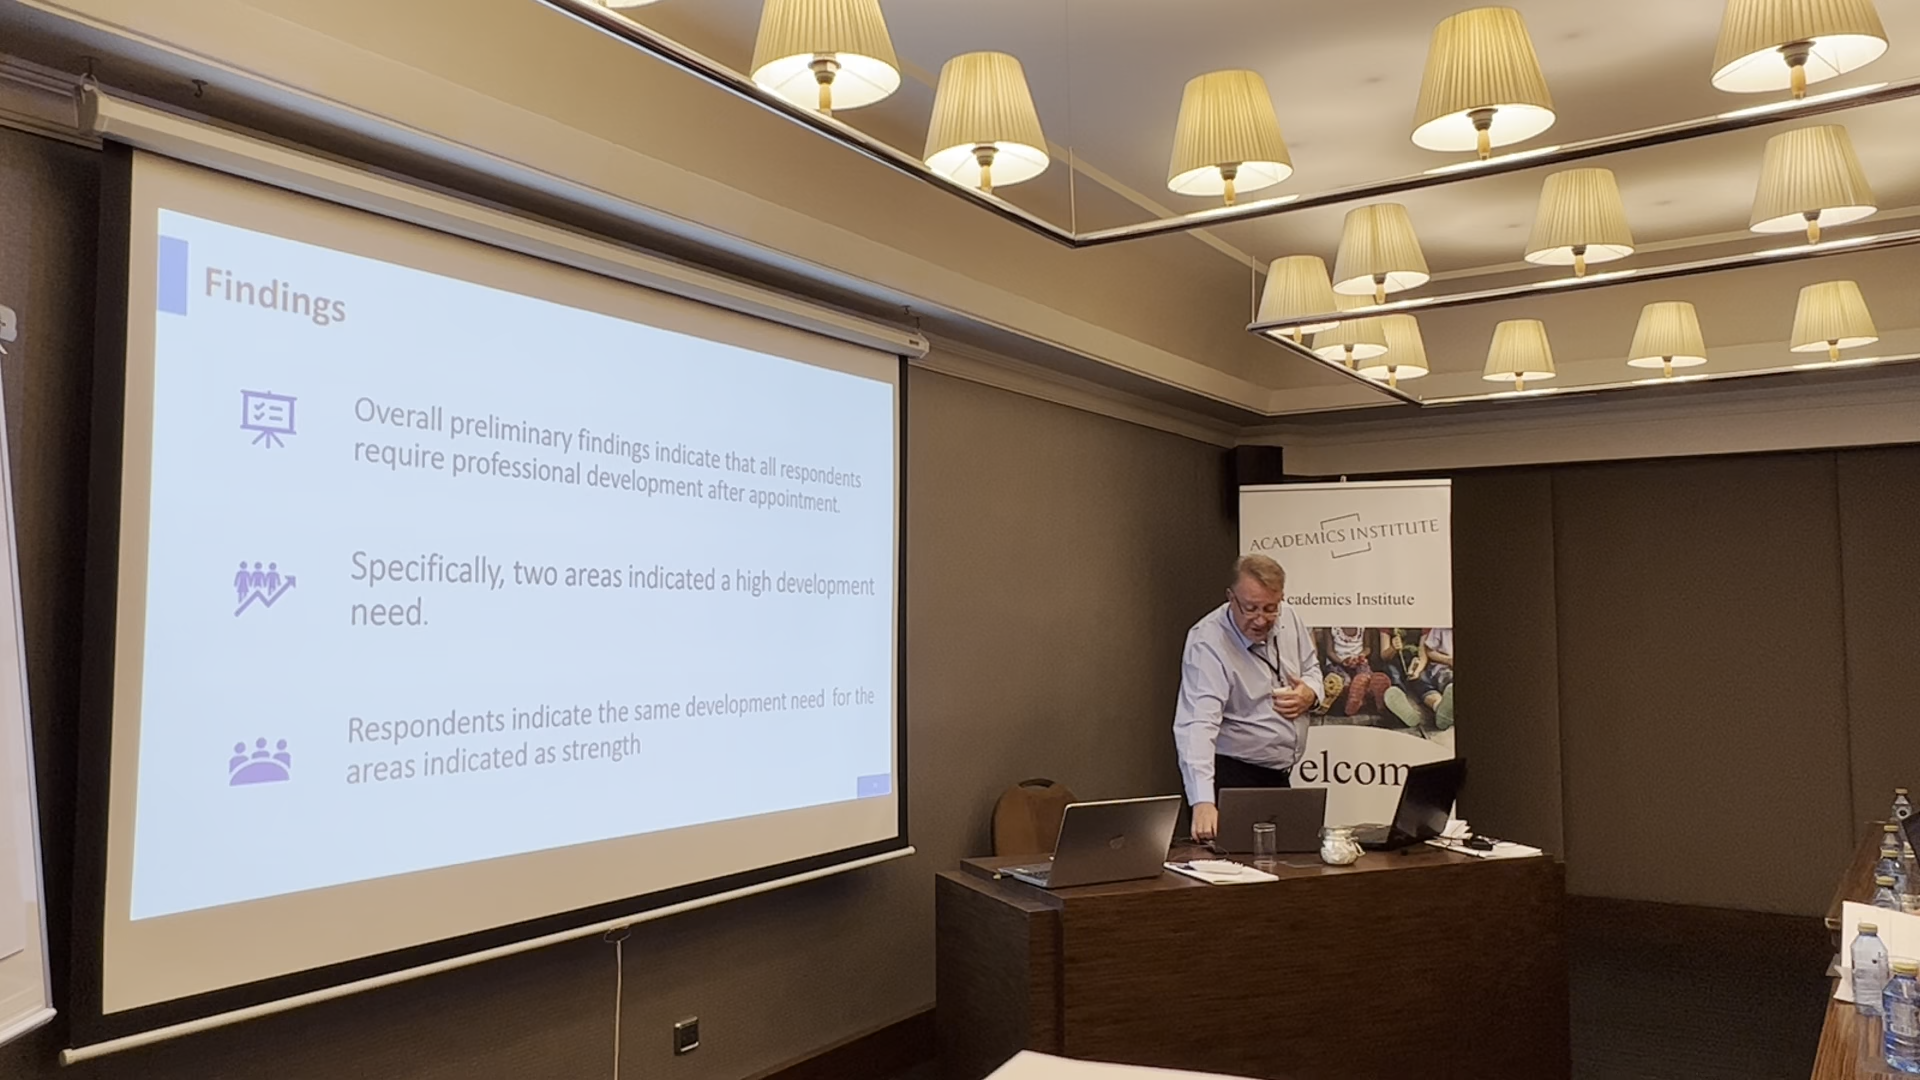 Findings
Overall preliminary findings indicate that all respondents
require professional development after appointment.
Specifically, two areas indicated a high development
need.
Respondents indicate the same development need for the
areas indicated as strength
ACADEMICS INSTITUTE
cademics Institute
elcom